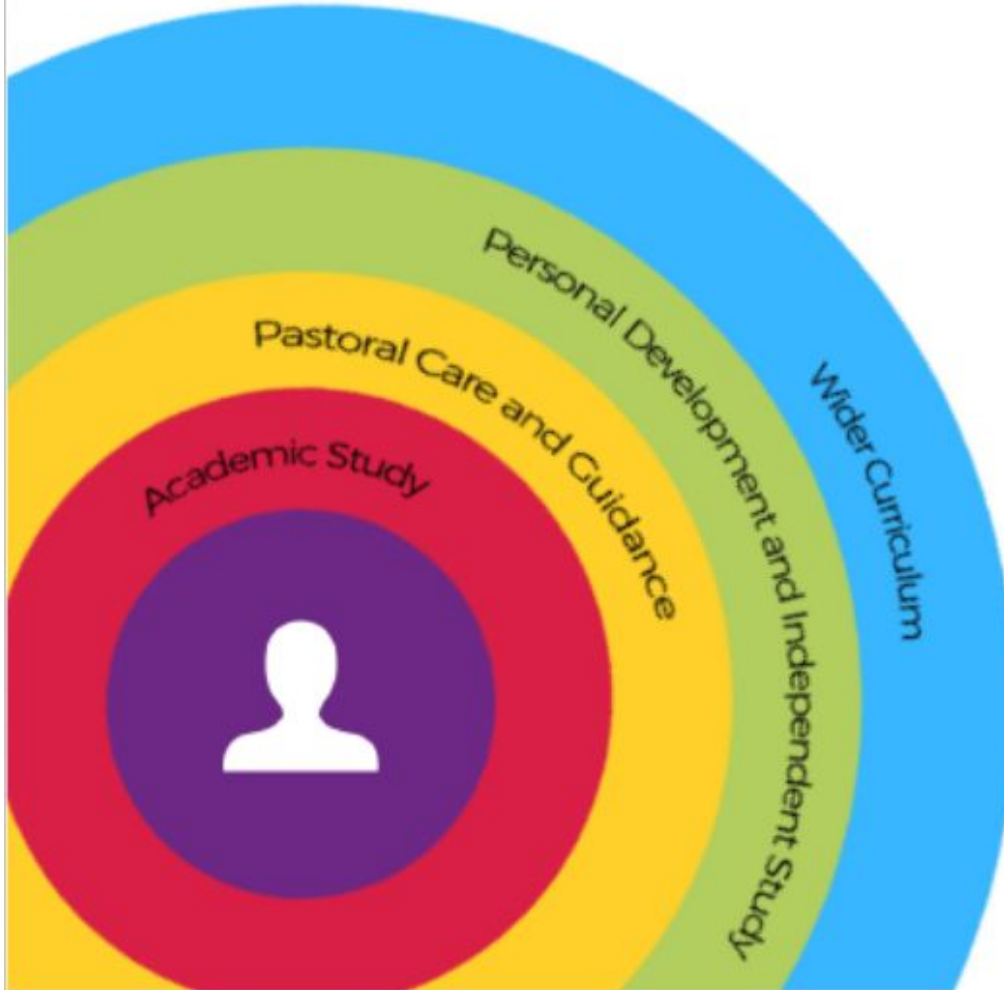 Academic Study
Pastoral Care and Guidance
Personal Development and Independent Study
Wider Curriculum